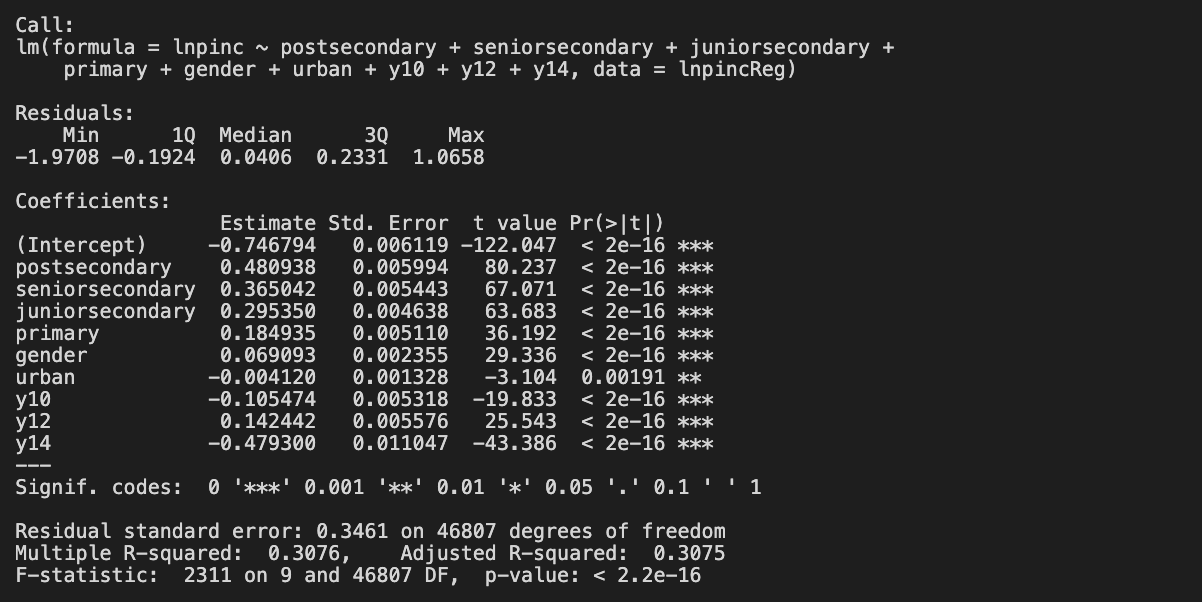 Call:
lm(formula = lnpinc ~ postsecondary + seniorsecondary + juniorsecondary +
    primary + gender + urban + y10 + y12 + y14, data = lnpincReg)

Residuals:
    Min      1Q  Median      3Q     Max
-1.9708 -0.1924  0.0406  0.2331  1.0658

Coefficients:
                 Estimate Std. Error  t value Pr(>|t|)
(Intercept)     -0.746794   0.006119 -122.047  < 2e-16 ***
postsecondary    0.480938   0.005994   80.237  < 2e-16 ***
seniorsecondary  0.365042   0.005443   67.071  < 2e-16 ***
juniorsecondary  0.295350   0.004638   63.683  < 2e-16 ***
primary          0.184935   0.005110   36.192  < 2e-16 ***
gender           0.069093   0.002355   29.336  < 2e-16 ***
urban           -0.004120   0.001328   -3.104  0.00191 **
y10             -0.105474   0.005318  -19.833  < 2e-16 ***
y12              0.142442   0.005576   25.543  < 2e-16 ***
y14             -0.479300   0.011047  -43.386  < 2e-16 ***
---
Signif. codes:  0 '***' 0.001 '**' 0.01 '*' 0.05 '.' 0.1 ' ' 1

Residual standard error: 0.3461 on 46807 degrees of freedom
Multiple R-squared:  0.3076,    Adjusted R-squared:  0.3075
F-statistic:  2311 on 9 and 46807 DF,  p-value: < 2.2e-16